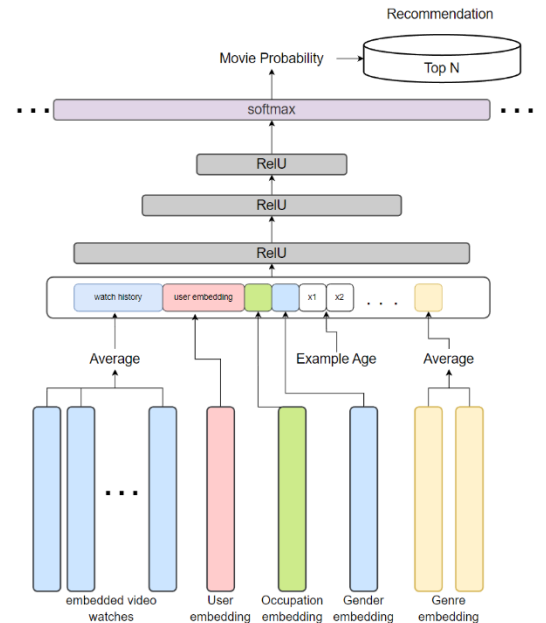 Recommendation
Movie Probability
Top N
softmax
RelU
RelU
RelU
watch history
user embedding
x1
x2
Average
Example Age
Average
embedded video
watches
User
embedding
Occupation
embedding
Gender
embedding
Genre
embedding